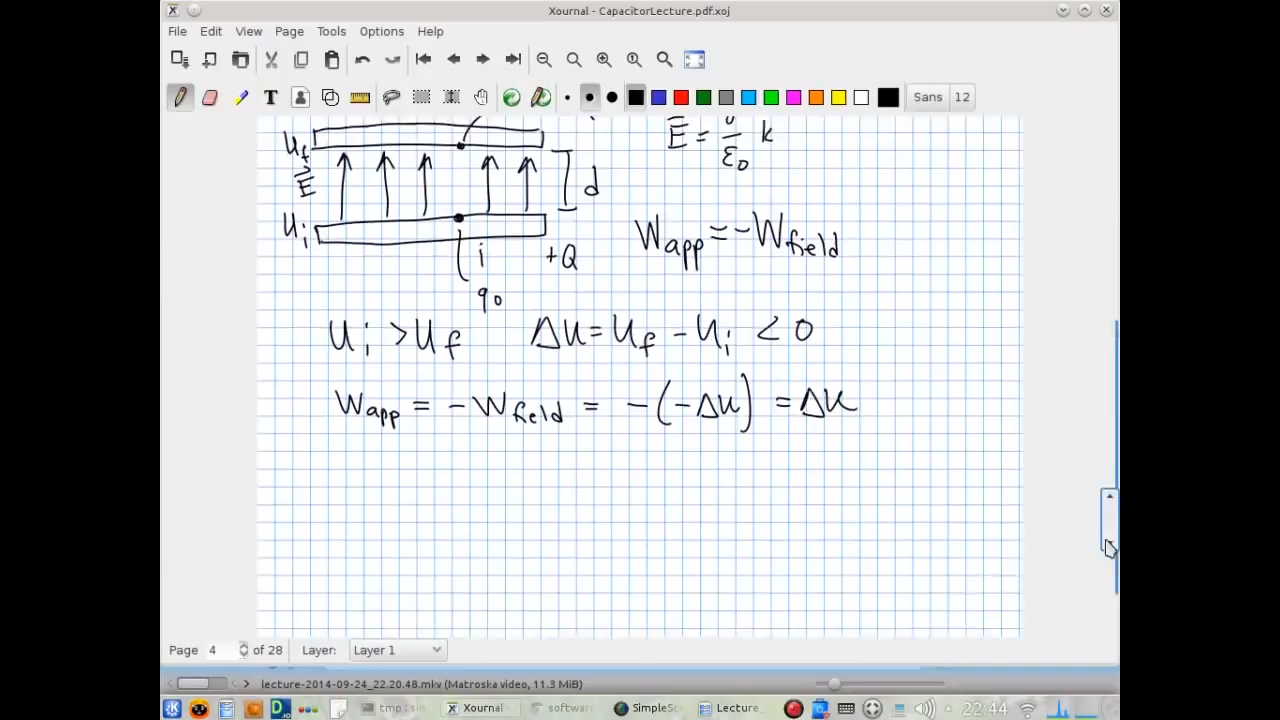 Xournal - CapacitorLecture.pdf.xoj
File Edit View Page Tools Options Help
Sans 12
U_f
E⃗
d
U_i
i +Q
q_0
E = /ε_0 k
W_app = -W_field
U_i > U_f ΔU = U_f - U_i < 0
W_app = -W_field = -(-ΔU) = ΔU
Page 4 of 28 Layer: Layer 1
lecture-2014-09-24_22.20.48.mkv (Matroska video, 11.3 MiB)
Xournal SimpleSc Lecture 22:44